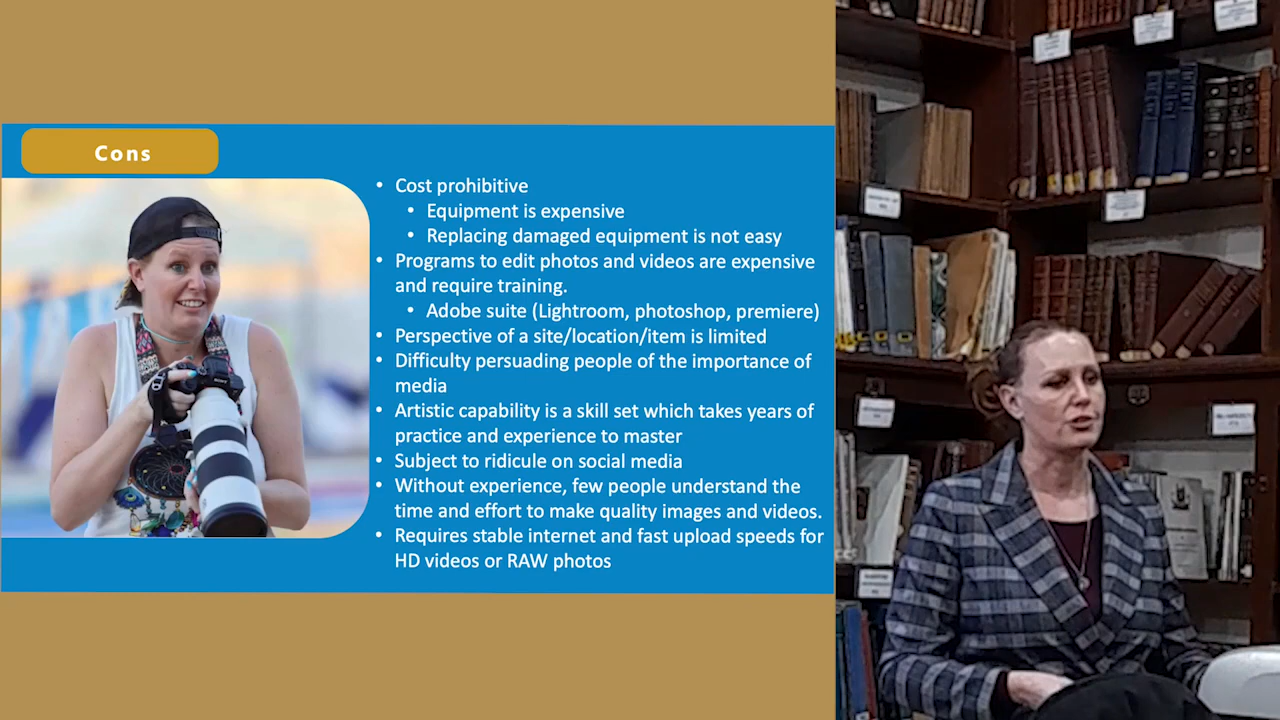 Cons
• Cost prohibitive
• Equipment is expensive
• Replacing damaged equipment is not easy
• Programs to edit photos and videos are expensive
and require training.
• Adobe suite (Lightroom, photoshop, premiere)
• Perspective of a site/location/item is limited
• Difficulty persuading people of the importance of
media
• Artistic capability is a skill set which takes years of
practice and experience to master
• Subject to ridicule on social media
• Without experience, few people understand the
time and effort to make quality images and videos.
• Requires stable internet and fast upload speeds for
HD videos or RAW photos